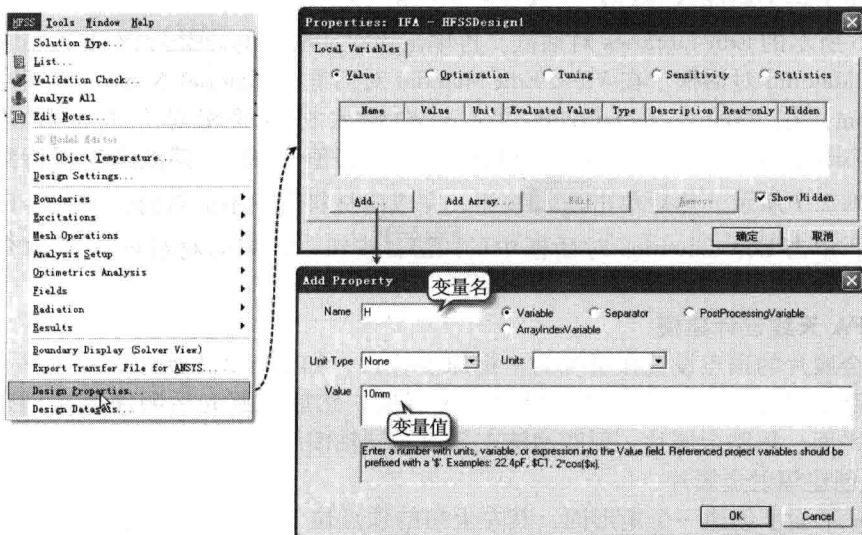 HFSS Tools Window Help
Solution Type...
List...
Validation Check...
Analyze All
Edit Notes...
3D Model Editor
Set Object Temperature...
Design Settings...
Boundaries
Excitations
Mesh Operations
Analysis Setup
Optimetrics Analysis
Fields
Radiation
Results
Boundary Display (Solver View)
Export Transfer File for ANSYS...
Design Properties...
Design Datasets...
Properties: IFA - HFSSDesign1
Local Variables
Value Optimization Tuning Sensitivity Statistics
Name Value Unit Evaluated Value Type Description Read-only Hidden
Add... Add Array... Edit... Remove Show Hidden
确定 取消
Add Property
变量名
Name H Variable Separator PostProcessingVariable
ArrayIndexVariable
Unit Type None Units
Value 10mm
变量值
Enter a number with units, variable, or expression into the Value field. Referenced project variables should be
prefixed with a '$'. Examples: 22.4pF, $C1, 2*cos($x).
OK Cancel